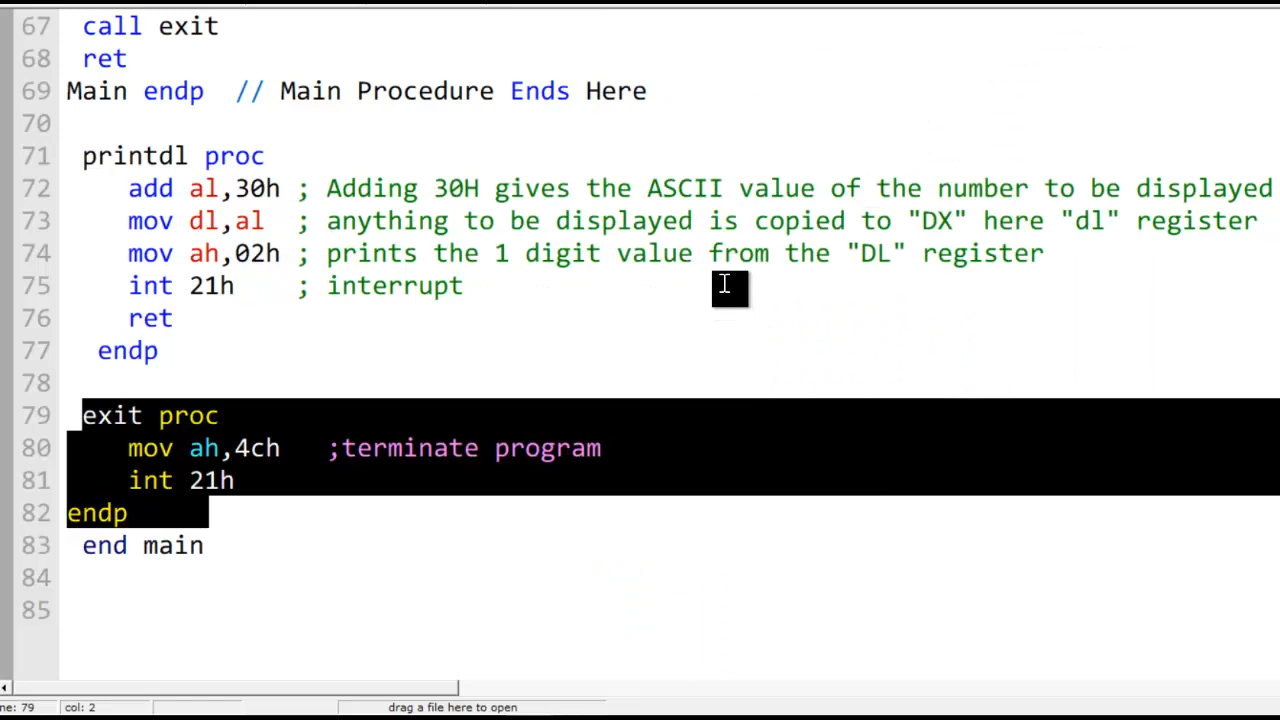 67 call exit
68 ret
69 Main endp // Main Procedure Ends Here
70
71 printdl proc
72 add al,30h ; Adding 30H gives the ASCII value of the number to be displayed
73 mov dl,al ; anything to be displayed is copied to "DX" here "dl" register
74 mov ah,02h ; prints the 1 digit value from the "DL" register
75 int 21h ; interrupt
76 ret
77 endp
78
79 exit proc
80 mov ah,4ch ;terminate program
81 int 21h
82 endp
83 end main
84
85
ne: 79 col: 2 drag a file here to open